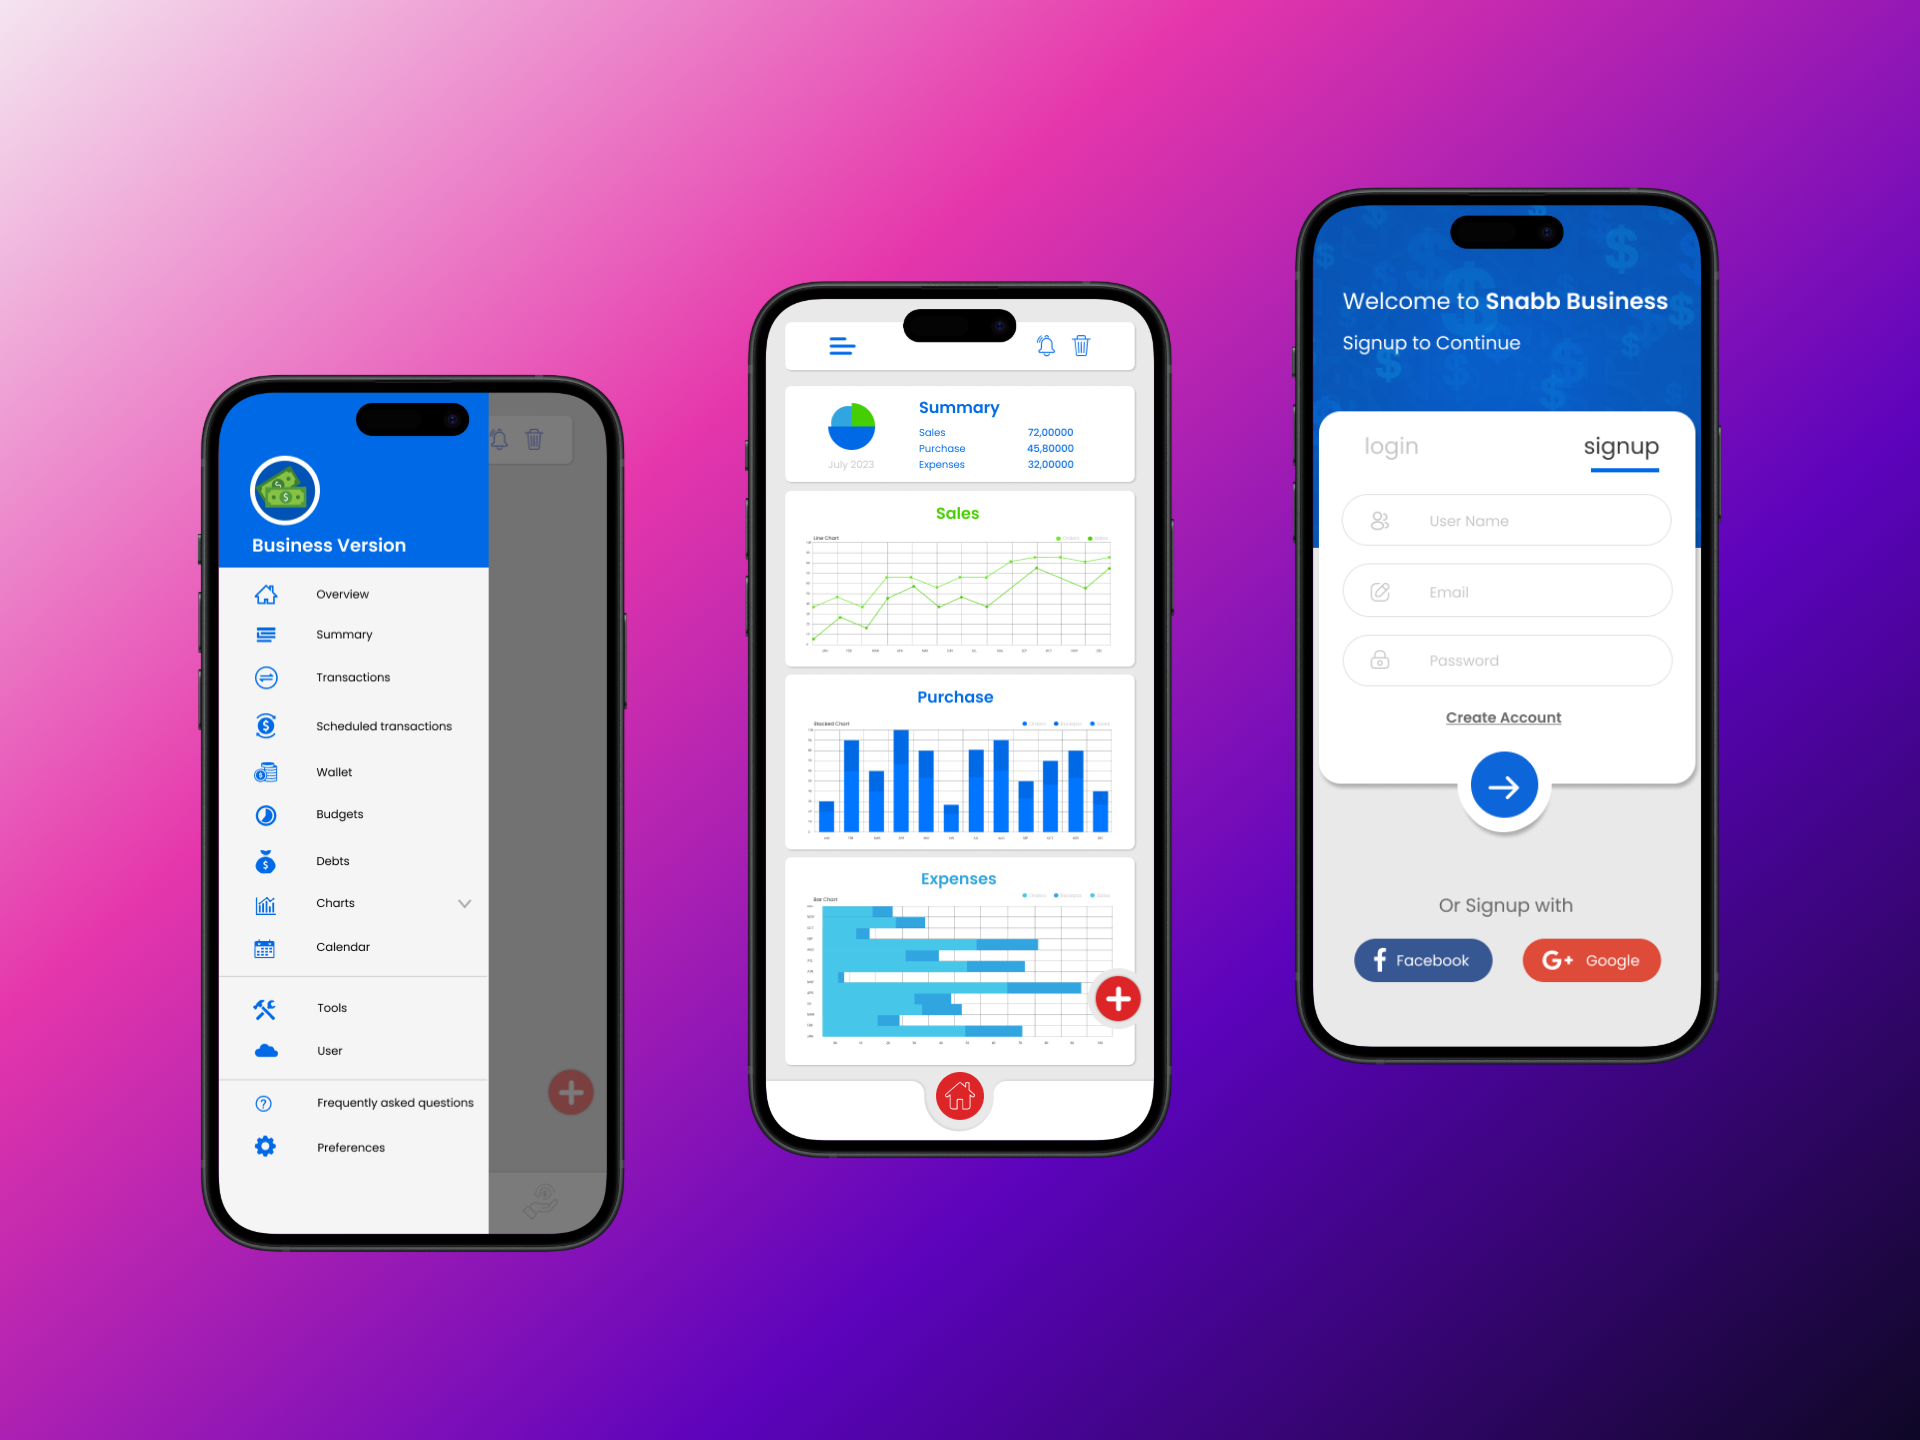 Business Version
Overview
Summary
Transactions
Scheduled transactions
Wallet
Budgets
Debts
Charts
Calendar
Tools
User
Frequently asked questions
Preferences
Summary
Sales 72,00000
Purchase 45,80000
Expenses 32,00000
July 2023
Sales
Line Chart
Purchase
Stacked Chart
Expenses
Bar Chart
Welcome to Snabb Business
Signup to Continue
login signup
User Name
Email
Password
Create Account
Or Signup with
Facebook G+ Google